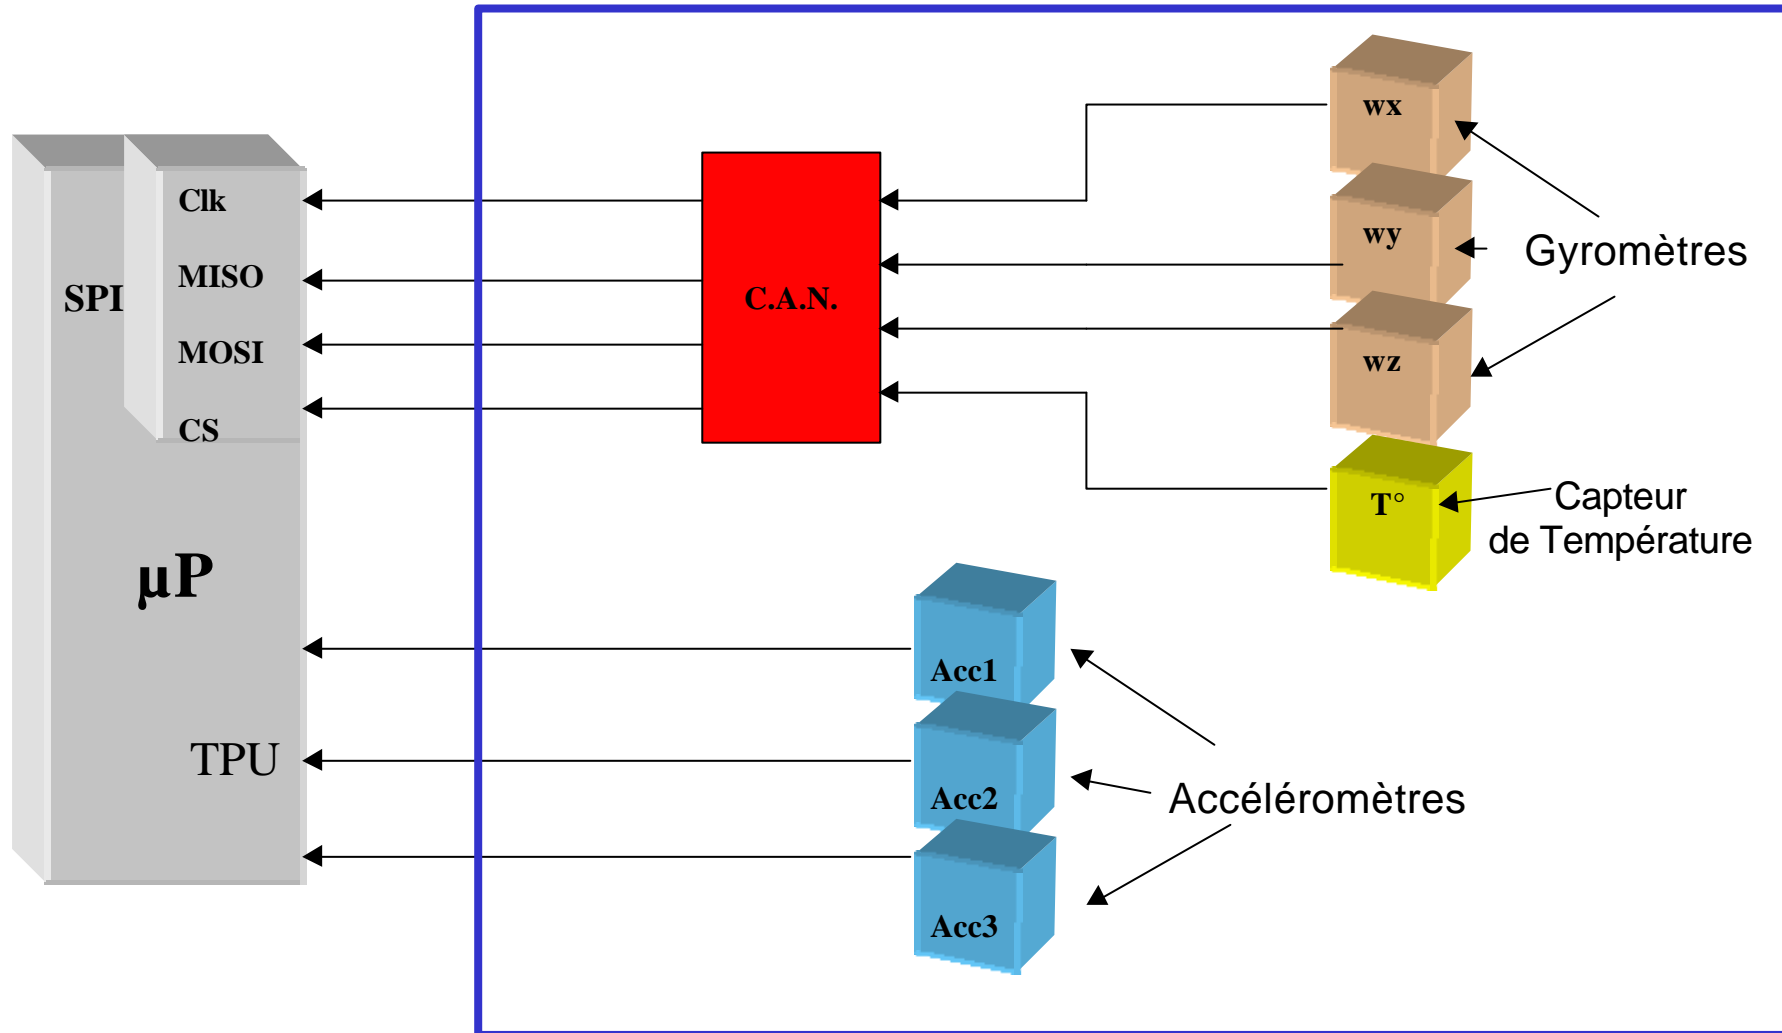 Clk
MISO
SPI
MOSI
CS
µP
TPU
C.A.N.
wx
wy
Gyromètres
wz
T°
Capteur
de Température
Acc1
Acc2
Accéléromètres
Acc3